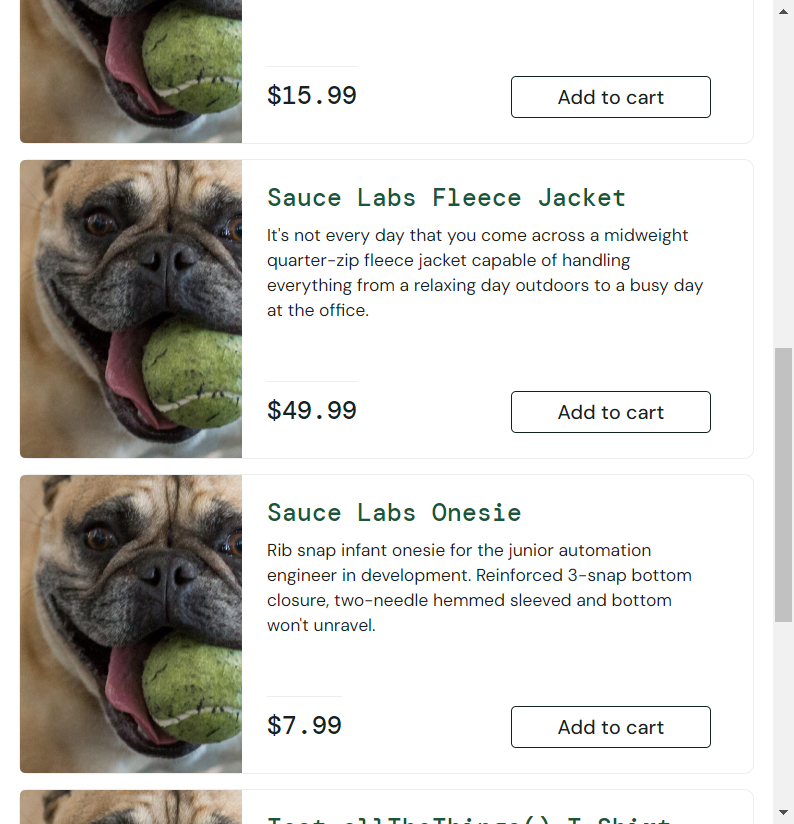 $15.99
Add to cart
Sauce Labs Fleece Jacket
It's not every day that you come across a midweight
quarter-zip fleece jacket capable of handling
everything from a relaxing day outdoors to a busy day
at the office.
$49.99
Add to cart
Sauce Labs Onesie
Rib snap infant onesie for the junior automation
engineer in development. Reinforced 3-snap bottom
closure, two-needle hemmed sleeved and bottom
won't unravel.
$7.99
Add to cart
Test.allTheThings() T-Shirt